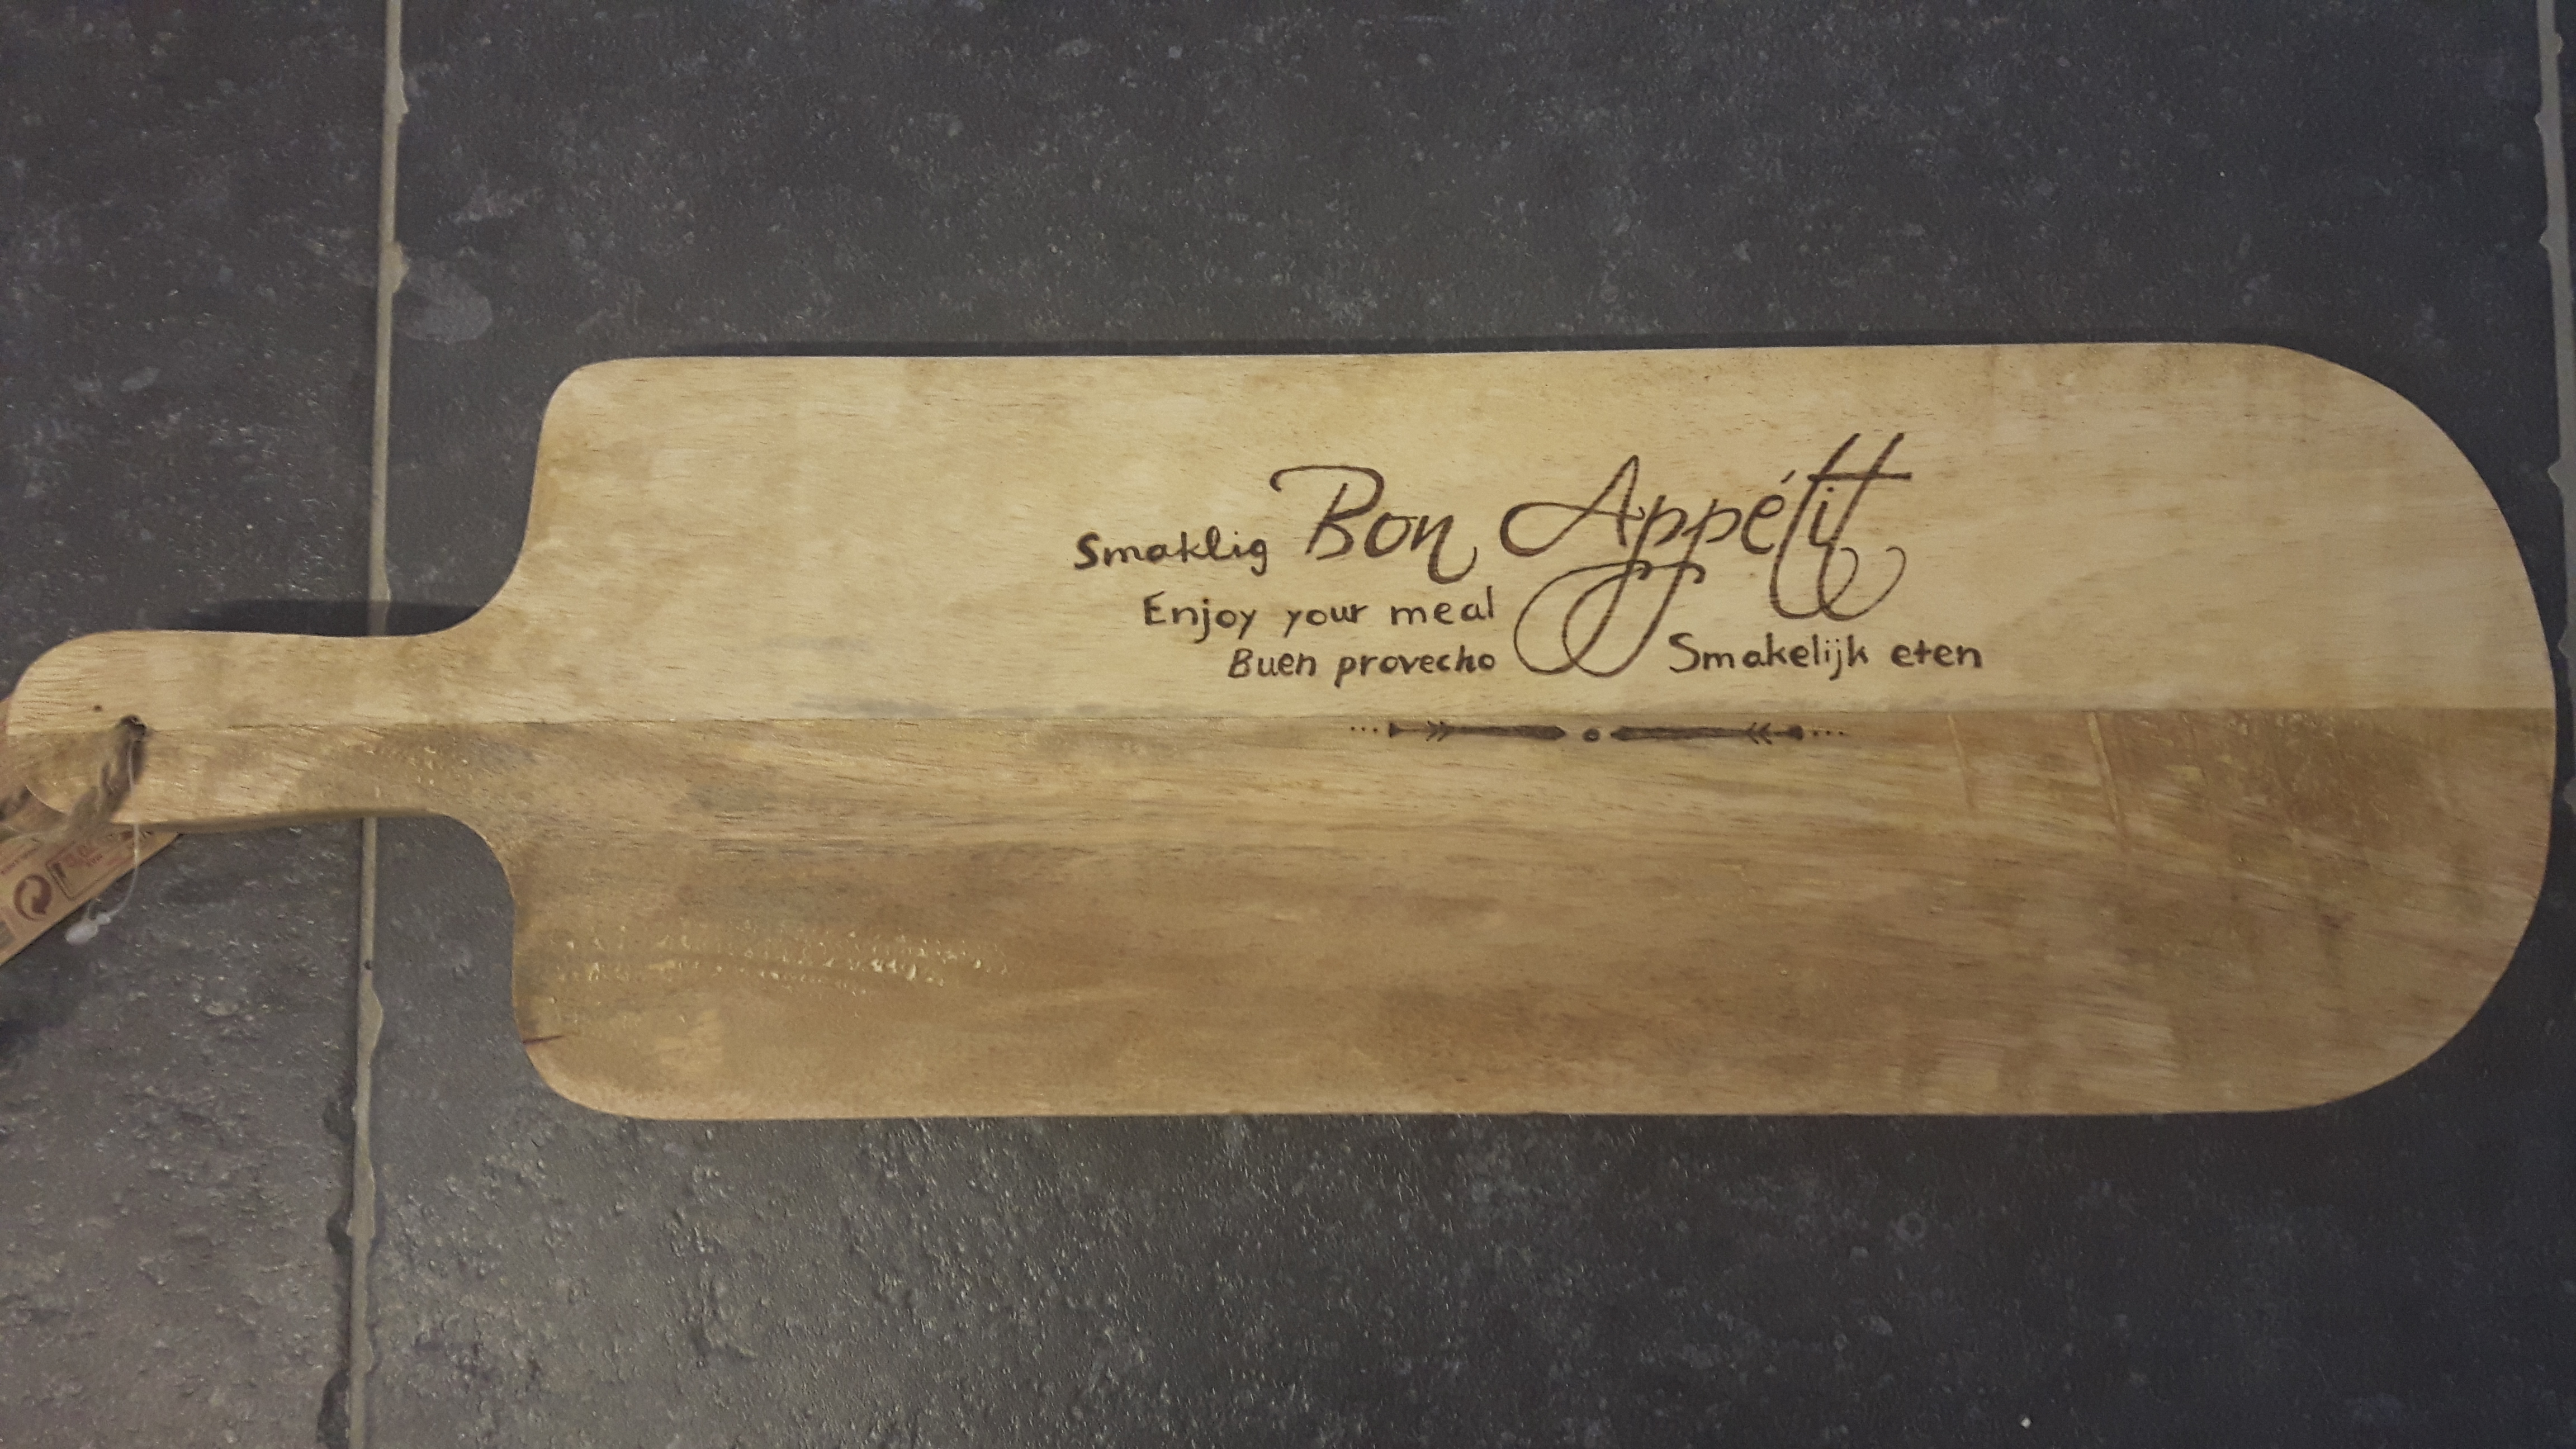 Smaklig Bon Appétit
Enjoy your meal
Buen provecho
Smakelijk eten